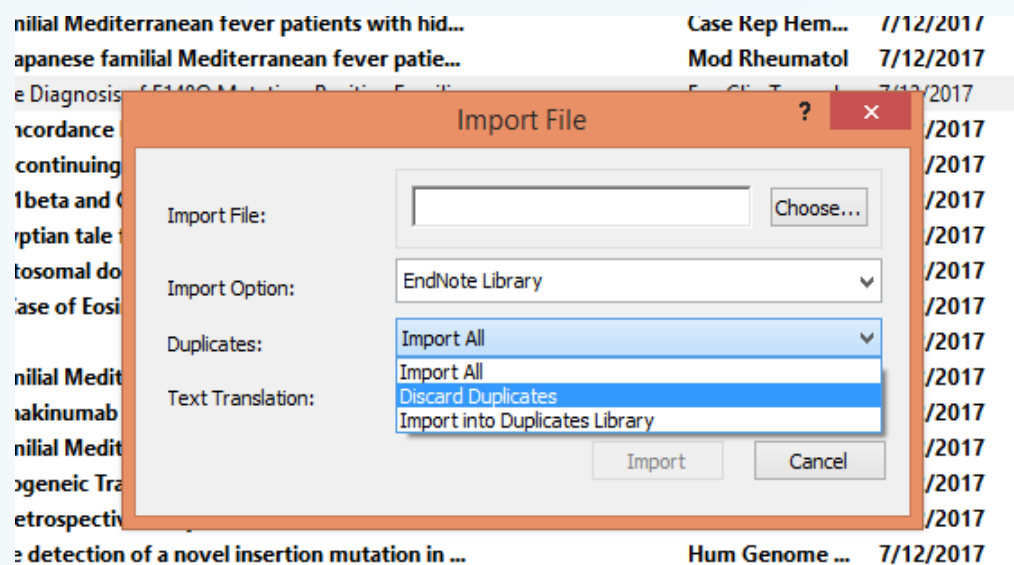 milial Mediterranean fever patients with hid... Case Rep Hem... 7/12/2017
apanese familial Mediterranean fever patie... Mod Rheumatol 7/12/2017
e Diagnosis /2017
Import File ?
ncordance /2017
continuing /2017
1beta and /2017
Import File: Choose...
yptian tale /2017
tosomal do /2017
Import Option: EndNote Library
ase of Eosi /2017
Duplicates: Import All
/2017
Import All
milial Medit /2017
Text Translation: Discard Duplicates
nakinumab /2017
Import into Duplicates Library
milial Medit /2017
Import Cancel
ogeneic Tra /2017
etrospectiv /2017
e detection of a novel insertion mutation in ... Hum Genome ... 7/12/2017